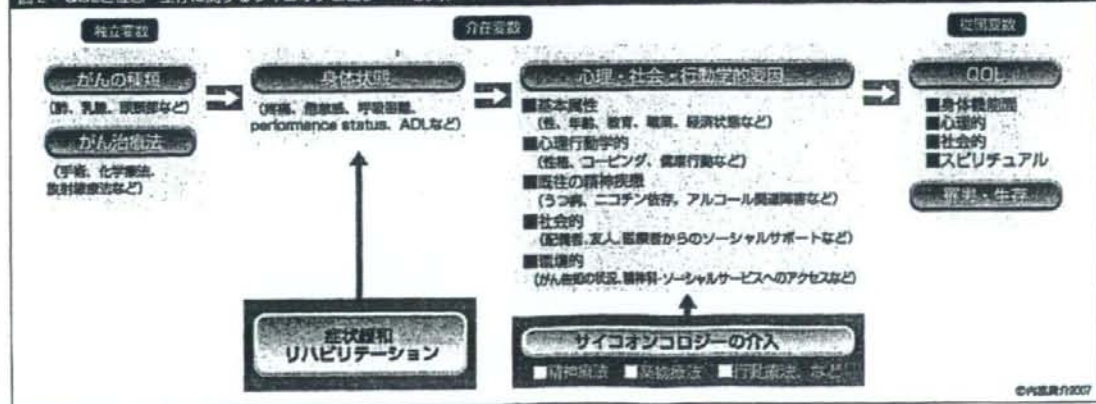 独立変数
介在変数
従属変数
がんの種類
(肺、乳腺、頭頸部など)
がん治療法
(手術、化学療法、
放射線療法など)
身体状態
(疼痛、倦怠感、呼吸困難、
performance status、ADLなど)
心理・社会・行動学的要因
■基本属性
(性、年齢、教育、職業、経済状態など)
■心理行動学的
(性格、コーピング、健康行動など)
■既往の精神疾患
(うつ病、ニコチン依存、アルコール関連障害など)
■社会的
(配偶者、友人、医療者からのソーシャルサポートなど)
■環境的
(がん告知の状況、精神科・ソーシャルサービスへのアクセスなど)
QOL
■身体機能面
■心理的
■社会的
■スピリチュアル
罹患・生存
症状緩和
リハビリテーション
サイコオンコロジーの介入
■精神療法 ■薬物療法 ■行動療法、など
©内富庸介2007